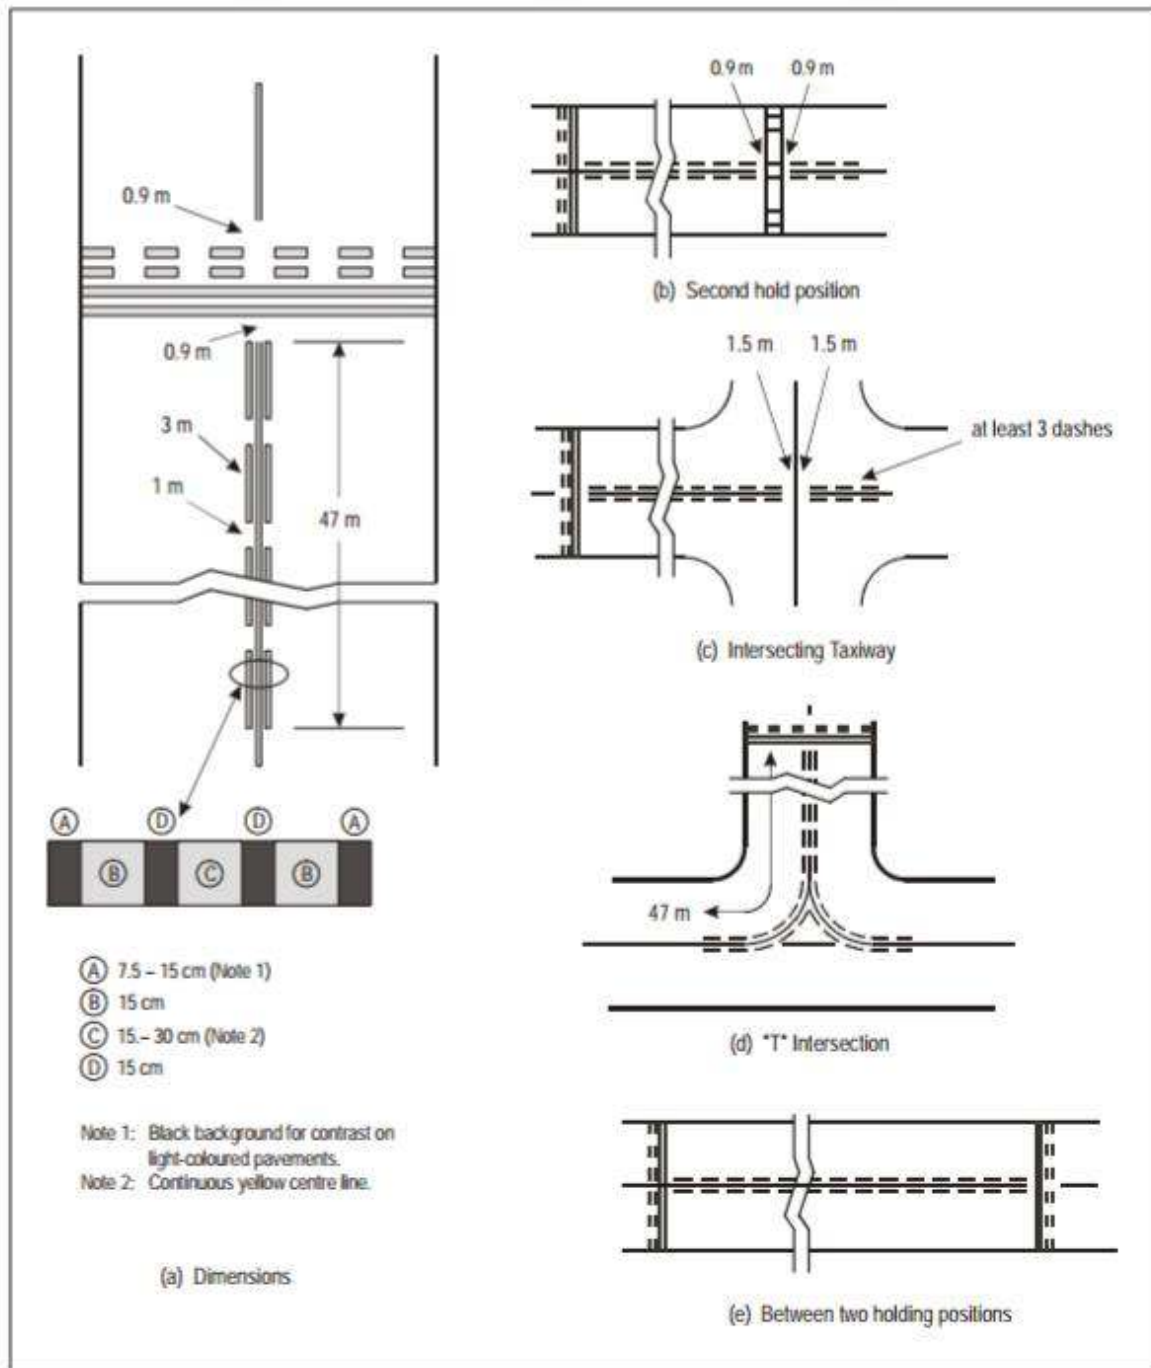 0.9 m
0.9 m
3 m
1 m
47 m
A D D A
B C B
A 7.5 – 15 cm (Note 1)
B 15 cm
C 15.– 30 cm (Note 2)
D 15 cm
Note 1: Black background for contrast on
light-coloured pavements.
Note 2: Continuous yellow centre line.
(a) Dimensions
0.9 m 0.9 m
(b) Second hold position
1.5 m 1.5 m
at least 3 dashes
(c) Intersecting Taxiway
47 m
(d) "T" Intersection
(e) Between two holding positions